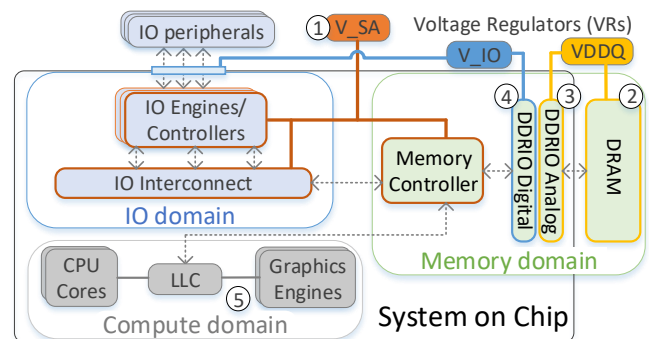 IO peripherals
① V_SA
Voltage Regulators (VRs)
V_IO
VDDQ
IO Engines/
Controllers
IO Interconnect
IO domain
Memory
Controller
④
DDRIO Digital
③
DDRIO Analog
②
DRAM
Memory domain
CPU
Cores
LLC
⑤
Graphics
Engines
Compute domain
System on Chip